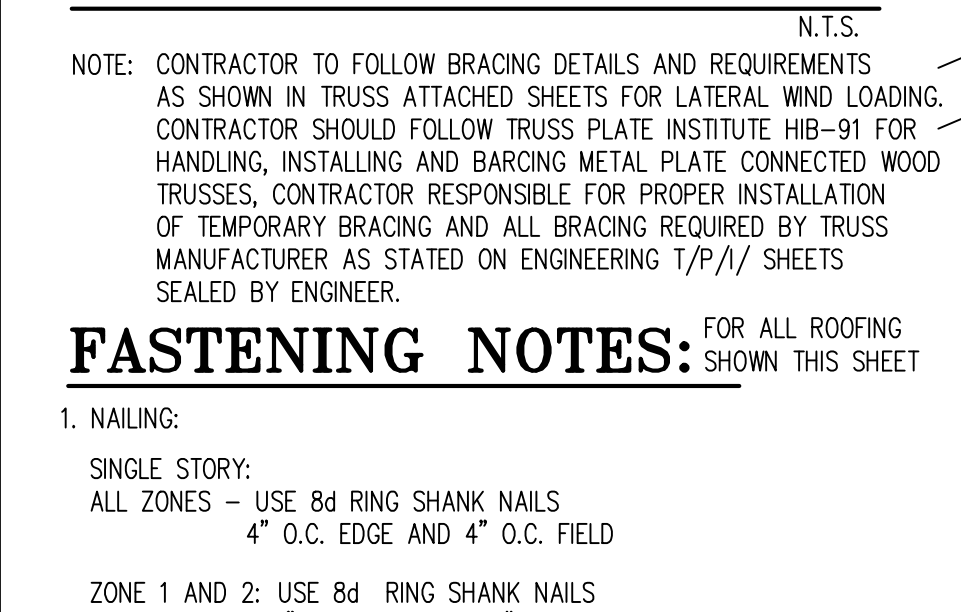 N.T.S.
NOTE: CONTRACTOR TO FOLLOW BRACING DETAILS AND REQUIREMENTS
AS SHOWN IN TRUSS ATTACHED SHEETS FOR LATERAL WIND LOADING.
CONTRACTOR SHOULD FOLLOW TRUSS PLATE INSTITUTE HIB-91 FOR
HANDLING, INSTALLING AND BARCING METAL PLATE CONNECTED WOOD
TRUSSES, CONTRACTOR RESPONSIBLE FOR PROPER INSTALLATION
OF TEMPORARY BRACING AND ALL BRACING REQUIRED BY TRUSS
MANUFACTURER AS STATED ON ENGINEERING T/P/I/ SHEETS
SEALED BY ENGINEER.
FASTENING NOTES: FOR ALL ROOFING
SHOWN THIS SHEET
1. NAILING:
SINGLE STORY:
ALL ZONES - USE 8d RING SHANK NAILS
4" O.C. EDGE AND 4" O.C. FIELD
ZONE 1 AND 2: USE 8d RING SHANK NAILS